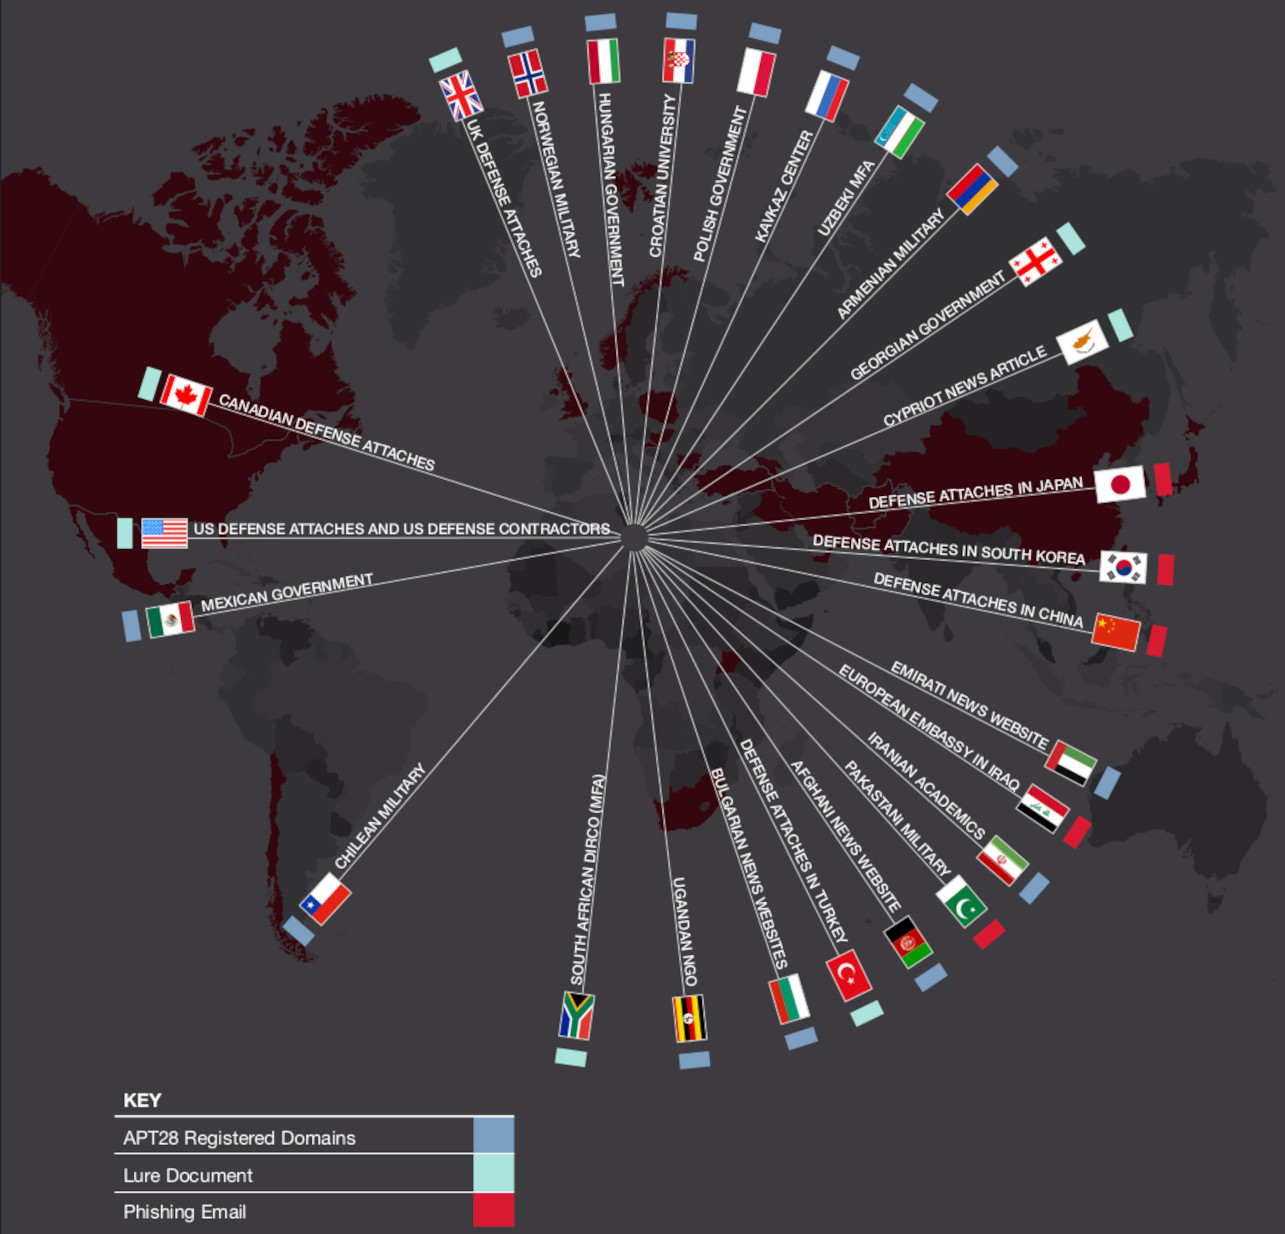 UK DEFENSE ATTACHES
NORWEGIAN MILITARY
HUNGARIAN GOVERNMENT
CROATIAN UNIVERSITY
POLISH GOVERNMENT
KAVKAZ CENTER
UZBEKI MFA
ARMENIAN MILITARY
GEORGIAN GOVERNMENT
CYPRIOT NEWS ARTICLE
DEFENSE ATTACHES IN JAPAN
DEFENSE ATTACHES IN SOUTH KOREA
DEFENSE ATTACHES IN CHINA
EMIRATI NEWS WEBSITE
EUROPEAN EMBASSY IN IRAQ
IRANIAN ACADEMICS
PAKASTANI MILITARY
AFGHANI NEWS WEBSITE
DEFENSE ATTACHES IN TURKEY
BULGARIAN NEWS WEBSITES
UGANDAN NGO
SOUTH AFRICAN DIRCO (MFA)
CHILEAN MILITARY
MEXICAN GOVERNMENT
US DEFENSE ATTACHES AND US DEFENSE CONTRACTORS
CANADIAN DEFENSE ATTACHES
KEY
APT28 Registered Domains
Lure Document
Phishing Email